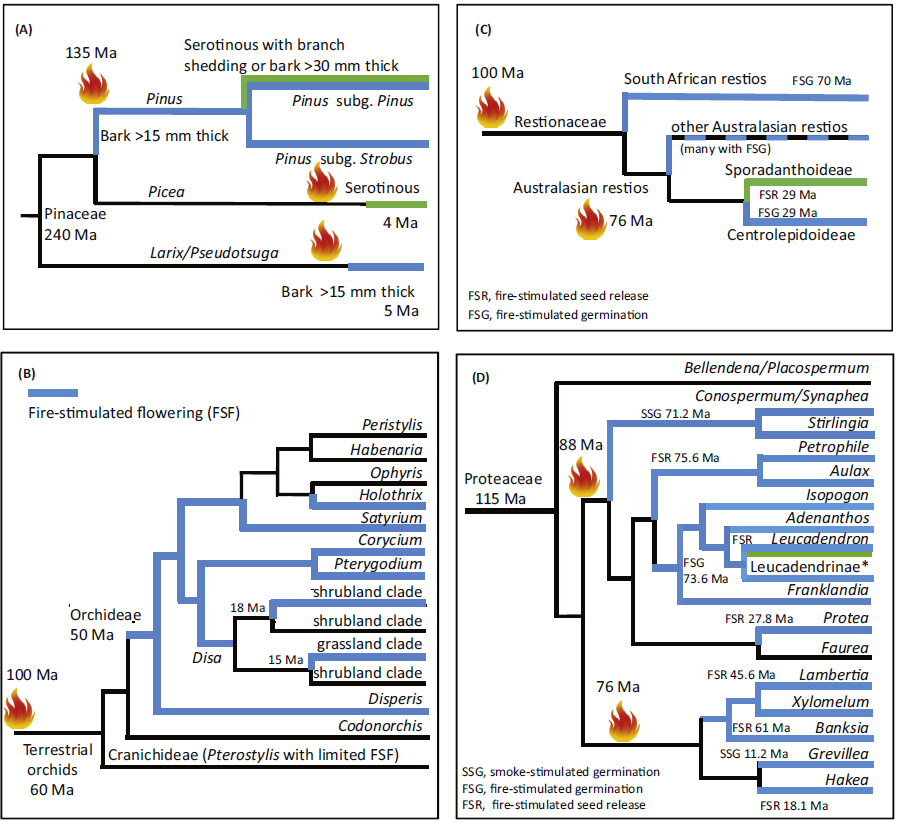 (A)
135 Ma
Serotinous with branch
shedding or bark >30 mm thick
Pinus
Pinus subg. Pinus
Bark >15 mm thick
Pinus subg. Strobus
Picea
Serotinous
Pinaceae
240 Ma
4 Ma
Larix/Pseudotsuga
Bark >15 mm thick
5 Ma
(C)
100 Ma
South African restios
FSG 70 Ma
Restionaceae
other Australasian restios
(many with FSG)
Sporadanthoideae
Australasian restios
76 Ma
FSR 29 Ma
FSG 29 Ma
Centrolepidoideae
FSR, fire-stimulated seed release
FSG, fire-stimulated germination
(B)
Fire-stimulated flowering (FSF)
Peristylis
Habenaria
Ophyris
Holothrix
Satyrium
Corycium
Pterygodium
shrubland clade
18 Ma
shrubland clade
Orchideae
50 Ma
grassland clade
Disa
15 Ma
shrubland clade
100 Ma
Disperis
Codonorchis
Terrestrial
orchids
60 Ma
Cranichideae (Pterostylis with limited FSF)
(D)
Bellendena/Placospermum
Conospermum/Synaphea
SSG 71.2 Ma
Stirlingia
88 Ma
Petrophile
FSR 75.6 Ma
Aulax
Proteaceae
115 Ma
Isopogon
Adenanthos
FSR
Leucadendron
FSG
73.6 Ma
Leucadendrinae*
Franklandia
FSR 27.8 Ma
Protea
Faurea
76 Ma
FSR 45.6 Ma
Lambertia
Xylomelum
FSR 61 Ma
Banksia
SSG 11.2 Ma
Grevillea
Hakea
FSR 18.1 Ma
SSG, smoke-stimulated germination
FSG, fire-stimulated germination
FSR, fire-stimulated seed release